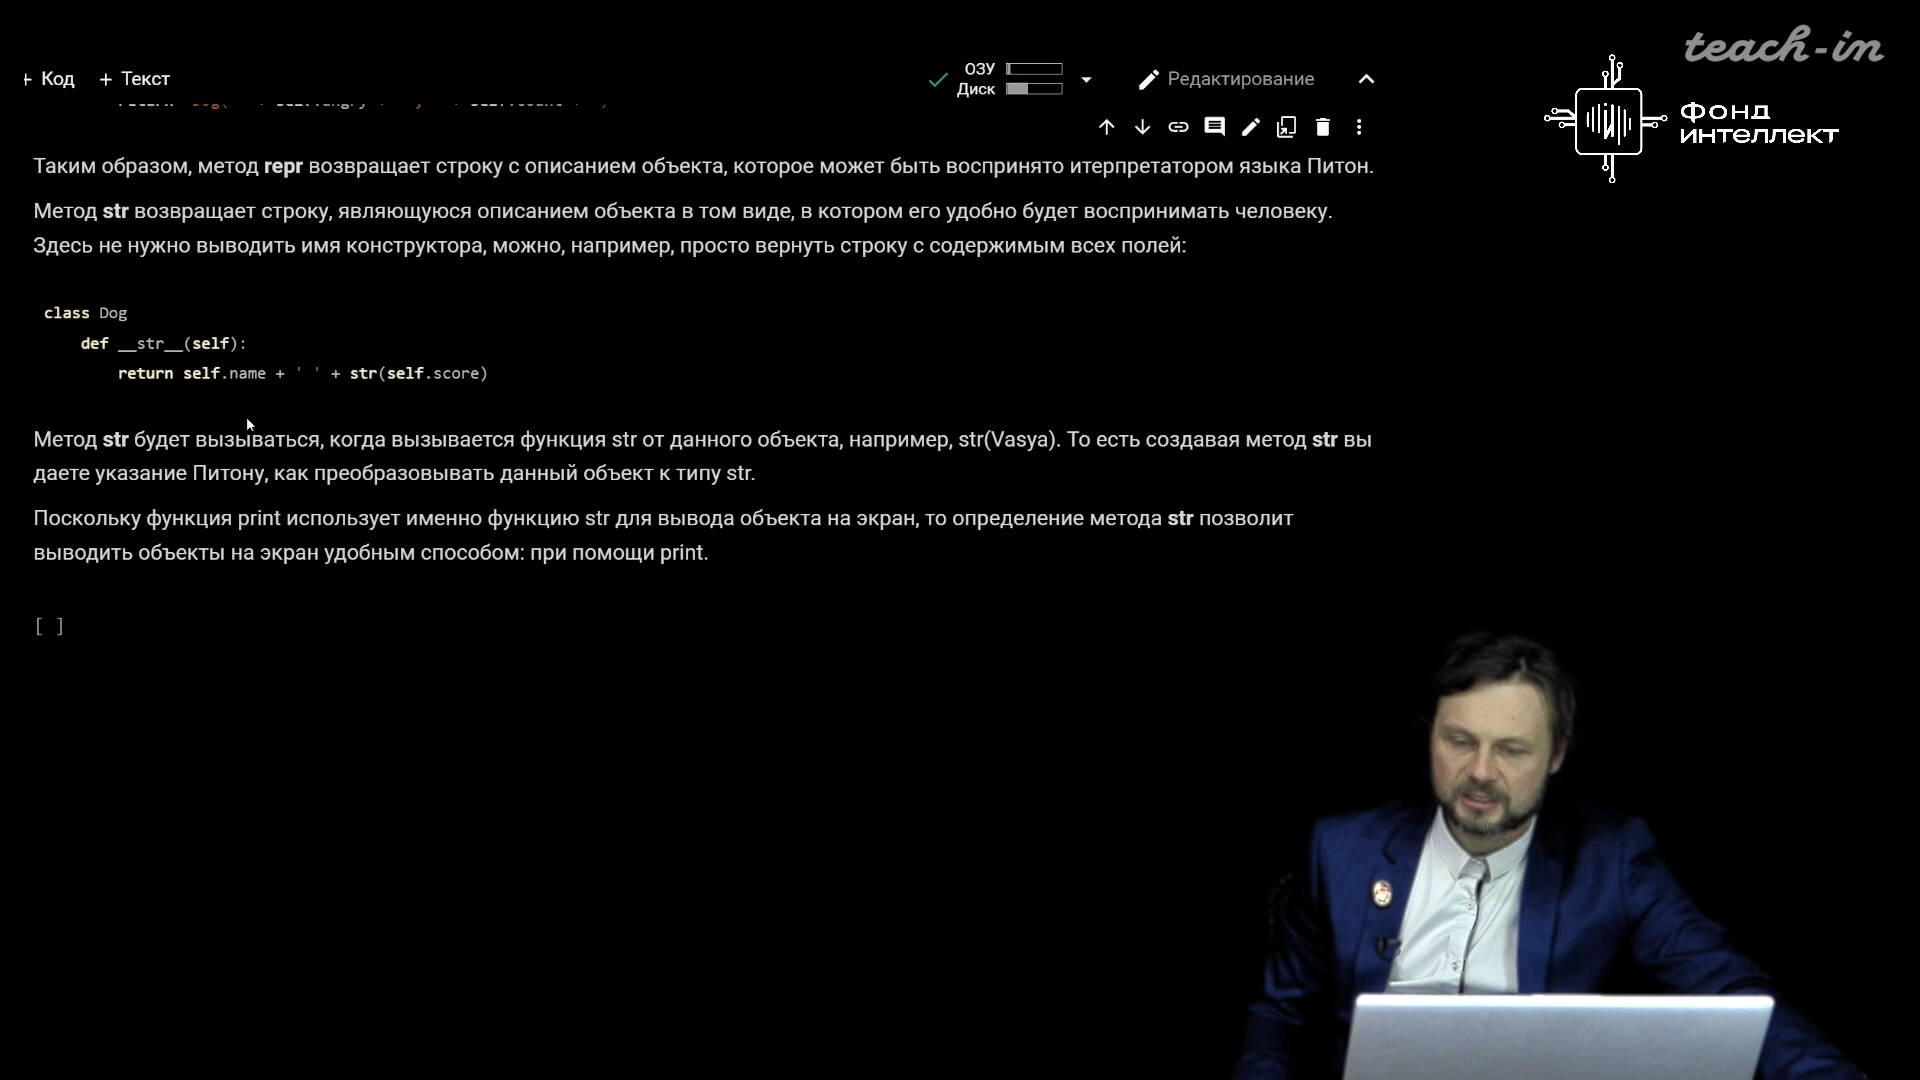 teach-in
+ Код + Текст
ОЗУ
Диск
Редактирование
Фонд
интеллект
Таким образом, метод repr возвращает строку с описанием объекта, которое может быть воспринято итерпретатором языка Питон.
Метод str возвращает строку, являющуюся описанием объекта в том виде, в котором его удобно будет воспринимать человеку.
Здесь не нужно выводить имя конструктора, можно, например, просто вернуть строку с содержимым всех полей:
class Dog
def __str__(self):
return self.name + ' ' + str(self.score)
Метод str будет вызываться, когда вызывается функция str от данного объекта, например, str(Vasya). То есть создавая метод str вы
даете указание Питону, как преобразовывать данный объект к типу str.
Поскольку функция print использует именно функцию str для вывода объекта на экран, то определение метода str позволит
выводить объекты на экран удобным способом: при помощи print.
[ ]